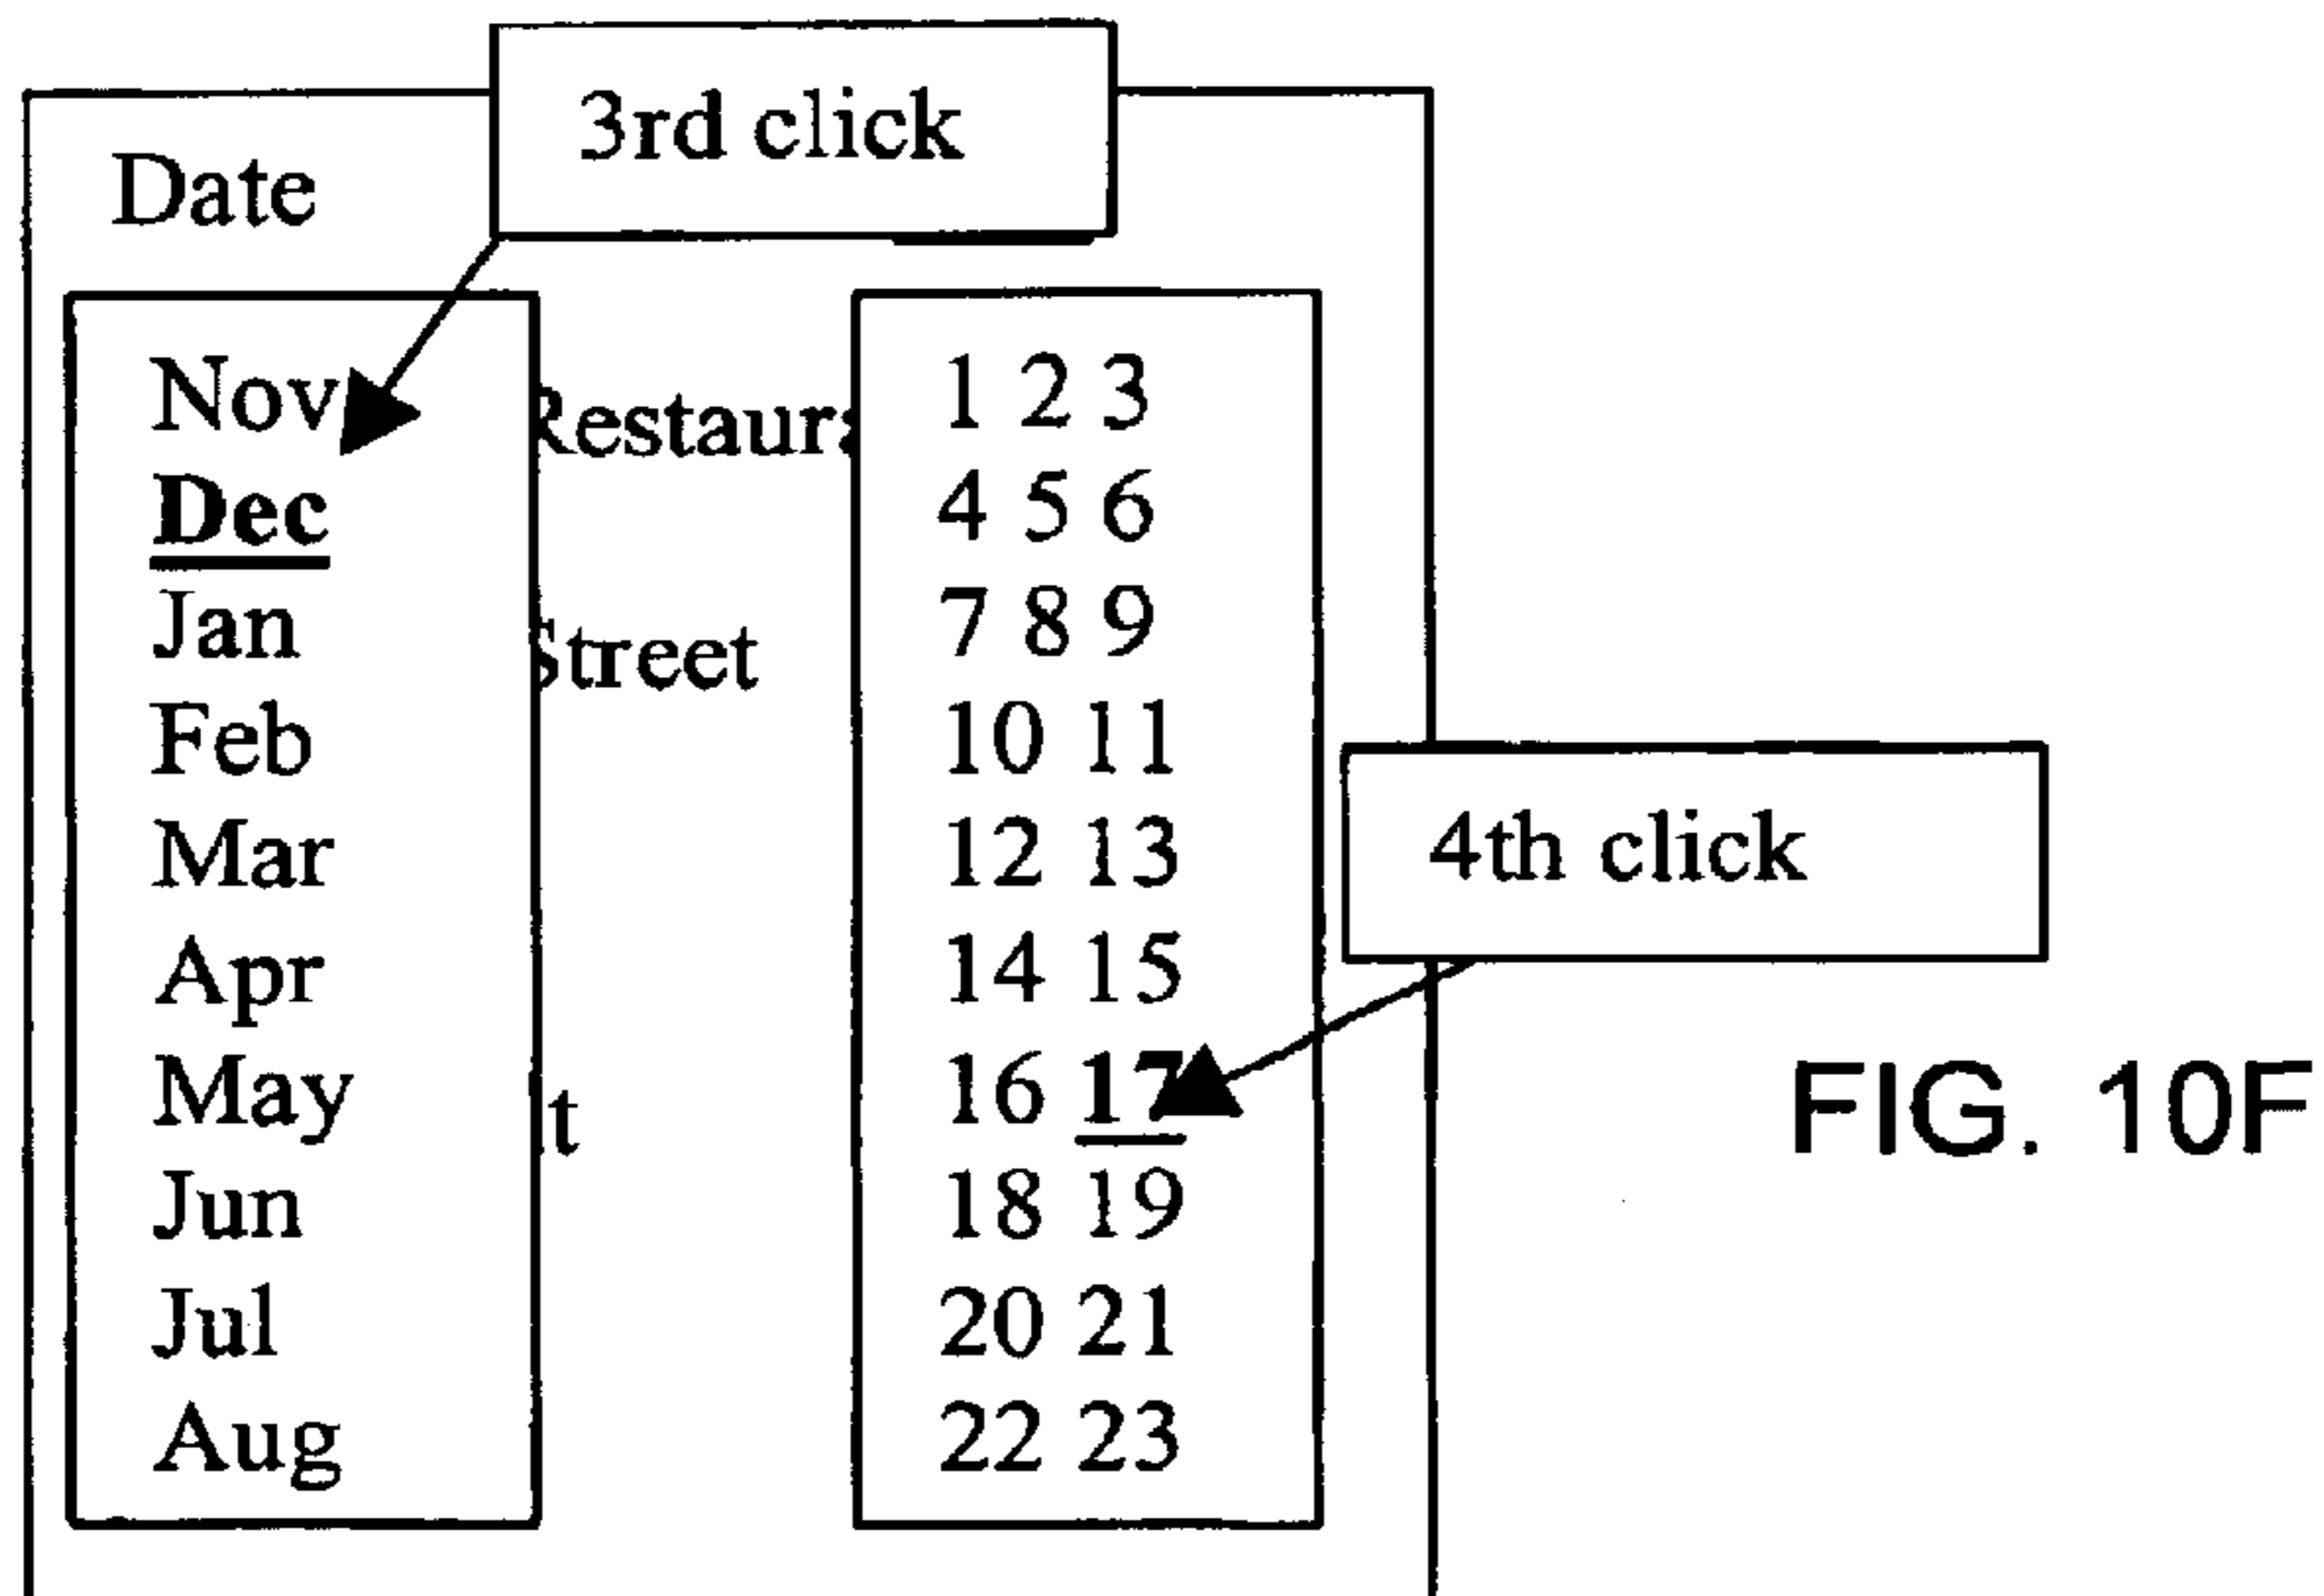 3rd click
Date
Nov
Dec
Jan
Feb
Mar
Apr
May
Jun
Jul
Aug
Street
1 2 3
4 5 6
7 8 9
10 11
12 13
14 15
16 17
18 19
20 21
22 23
4th click
FIG. 10F